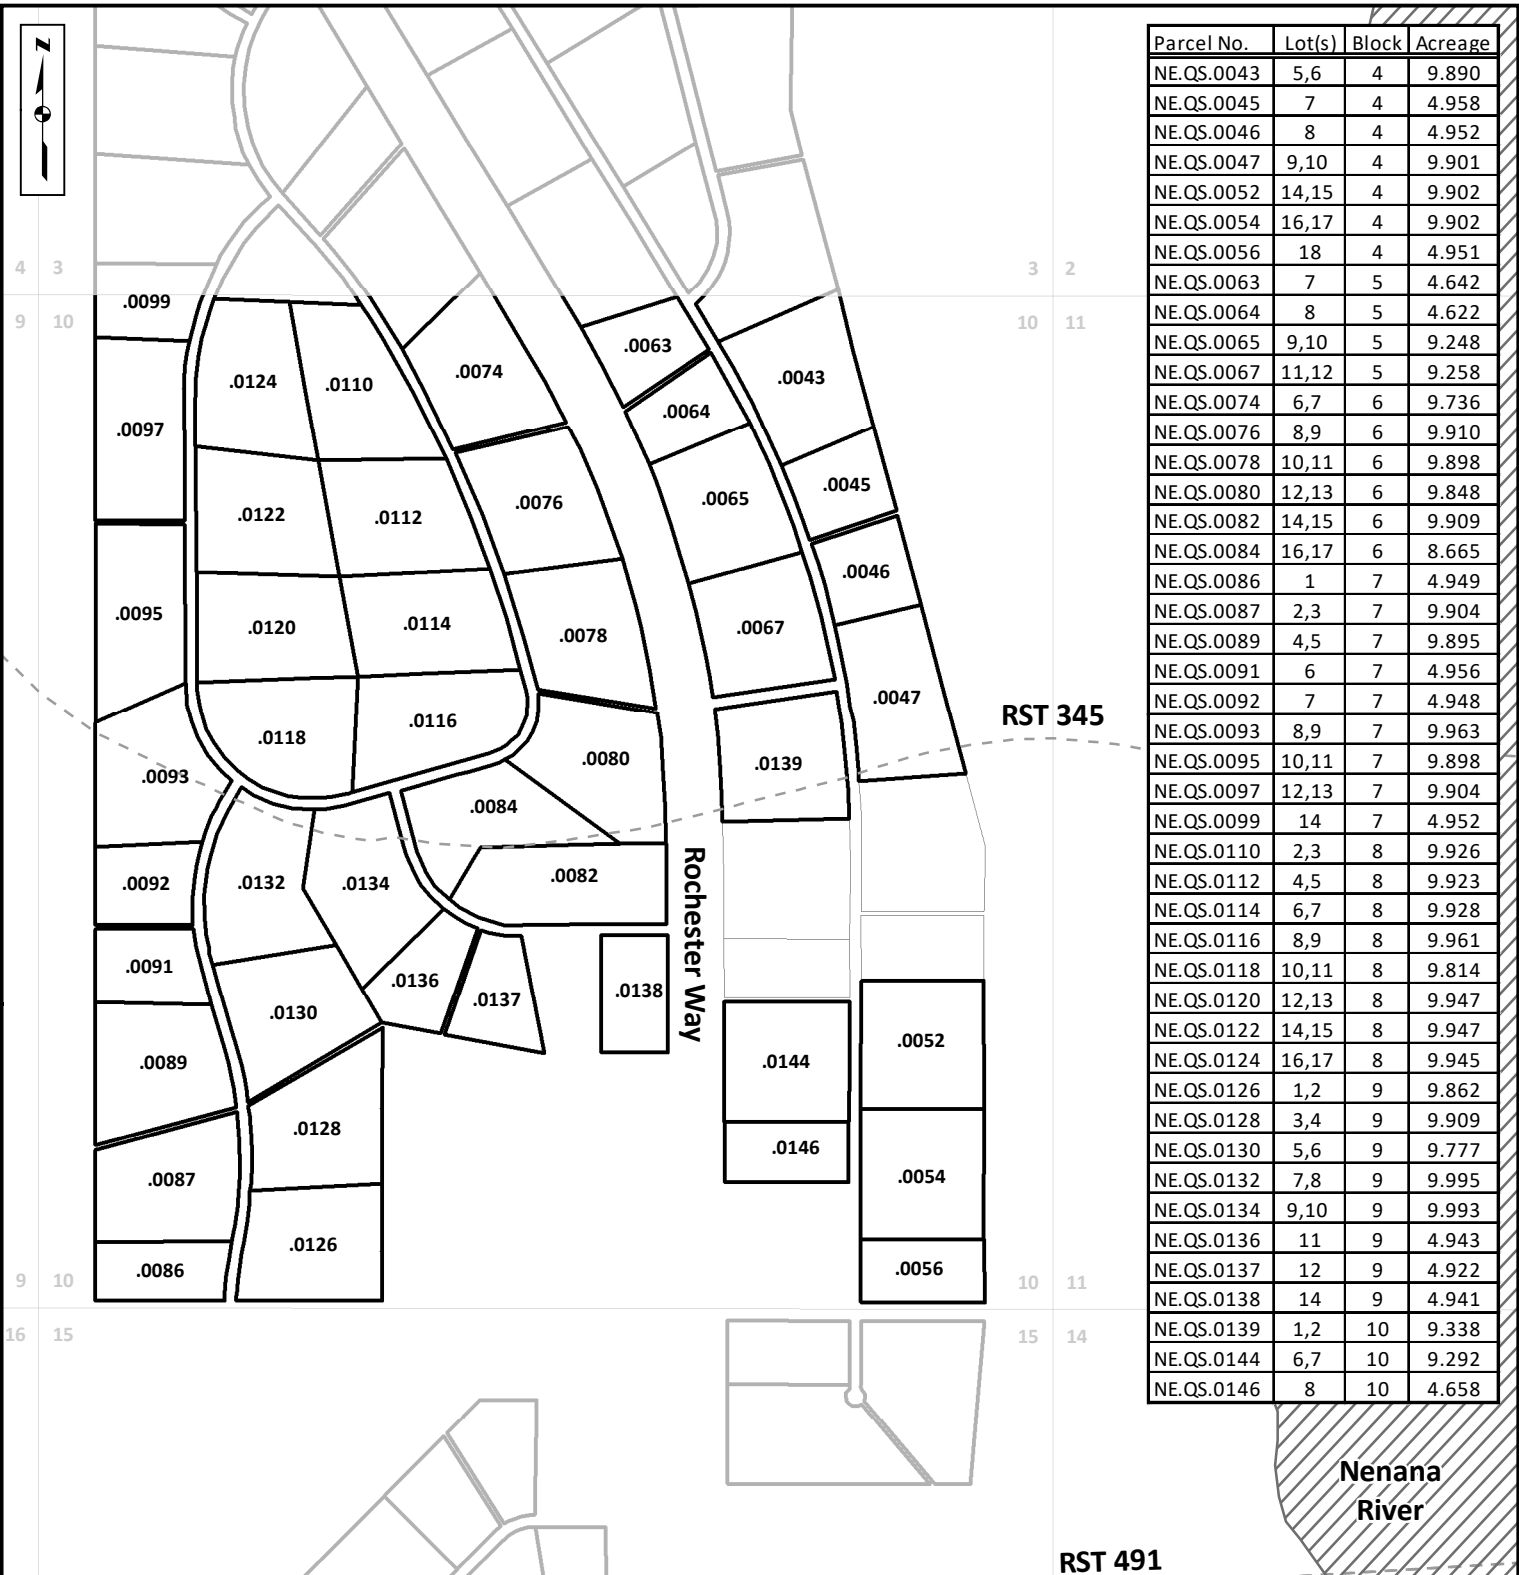 N
Parcel No. Lot(s) Block Acreage
NE.QS.0043 5,6 4 9.890
NE.QS.0045 7 4 4.958
NE.QS.0046 8 4 4.952
NE.QS.0047 9,10 4 9.901
NE.QS.0052 14,15 4 9.902
NE.QS.0054 16,17 4 9.902
NE.QS.0056 18 4 4.951
NE.QS.0063 7 5 4.642
NE.QS.0064 8 5 4.622
NE.QS.0065 9,10 5 9.248
NE.QS.0067 11,12 5 9.258
NE.QS.0074 6,7 6 9.736
NE.QS.0076 8,9 6 9.910
NE.QS.0078 10,11 6 9.898
NE.QS.0080 12,13 6 9.848
NE.QS.0082 14,15 6 9.909
NE.QS.0084 16,17 6 8.665
NE.QS.0086 1 7 4.949
NE.QS.0087 2,3 7 9.904
NE.QS.0089 4,5 7 9.895
NE.QS.0091 6 7 4.956
NE.QS.0092 7 7 4.948
NE.QS.0093 8,9 7 9.963
NE.QS.0095 10,11 7 9.898
NE.QS.0097 12,13 7 9.904
NE.QS.0099 14 7 4.952
NE.QS.0110 2,3 8 9.926
NE.QS.0112 4,5 8 9.923
NE.QS.0114 6,7 8 9.928
NE.QS.0116 8,9 8 9.961
NE.QS.0118 10,11 8 9.814
NE.QS.0120 12,13 8 9.947
NE.QS.0122 14,15 8 9.947
NE.QS.0124 16,17 8 9.945
NE.QS.0126 1,2 9 9.862
NE.QS.0128 3,4 9 9.909
NE.QS.0130 5,6 9 9.777
NE.QS.0132 7,8 9 9.995
NE.QS.0134 9,10 9 9.993
NE.QS.0136 11 9 4.943
NE.QS.0137 12 9 4.922
NE.QS.0138 14 9 4.941
NE.QS.0139 1,2 10 9.338
NE.QS.0144 6,7 10 9.292
NE.QS.0146 8 10 4.658
4 3
9 10
3 2
10 11
.0099
.0063
.0074
.0043
.0124
.0110
.0064
.0097
.0045
.0065
.0076
.0122
.0112
.0046
.0095
.0120
.0114
.0078
.0067
.0047
RST 345
.0116
.0118
.0080
.0139
.0093
.0084
.0082
.0092
.0132
.0134
Rochester Way
.0091
.0136
.0137
.0138
.0130
.0052
.0089
.0144
.0128
.0146
.0087
.0054
.0126
.0086
.0056
9 10
16 15
10 11
15 14
Nenana
River
RST 491